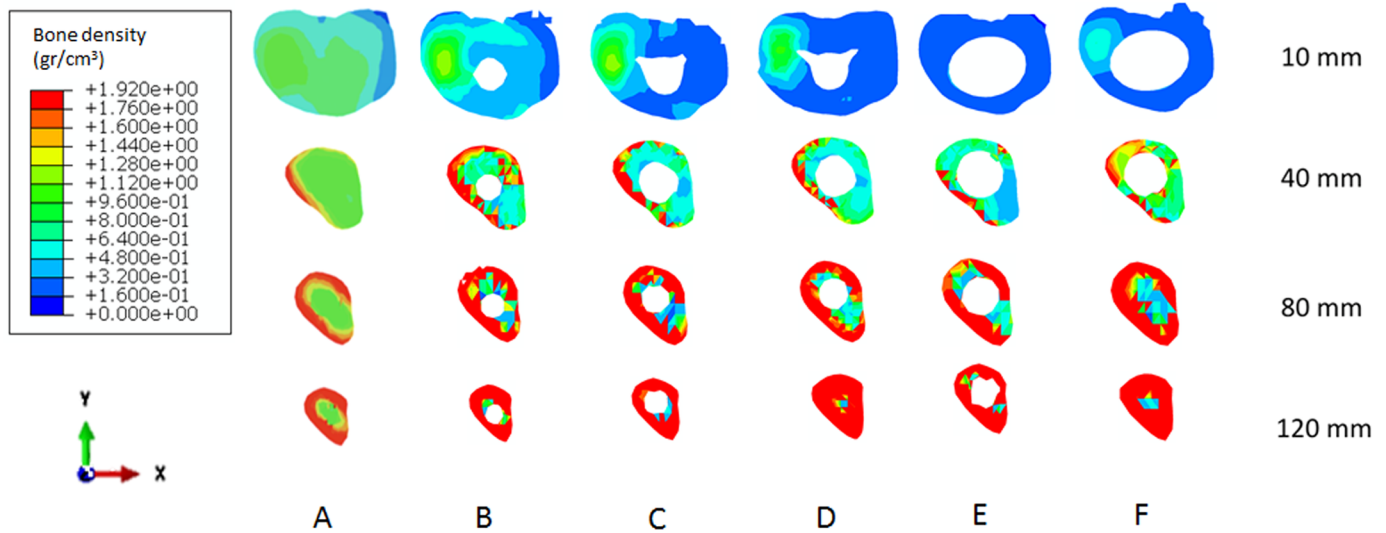 Bone density
(gr/cm³)
+1.920e+00
+1.760e+00
+1.600e+00
+1.440e+00
+1.280e+00
+1.120e+00
+9.600e-01
+8.000e-01
+6.400e-01
+4.800e-01
+3.200e-01
+1.600e-01
+0.000e+00
10 mm
40 mm
80 mm
120 mm
Y
X
A B C D E F